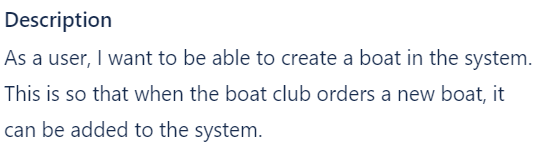 Description
As a user, I want to be able to create a boat in the system.
This is so that when the boat club orders a new boat, it
can be added to the system.